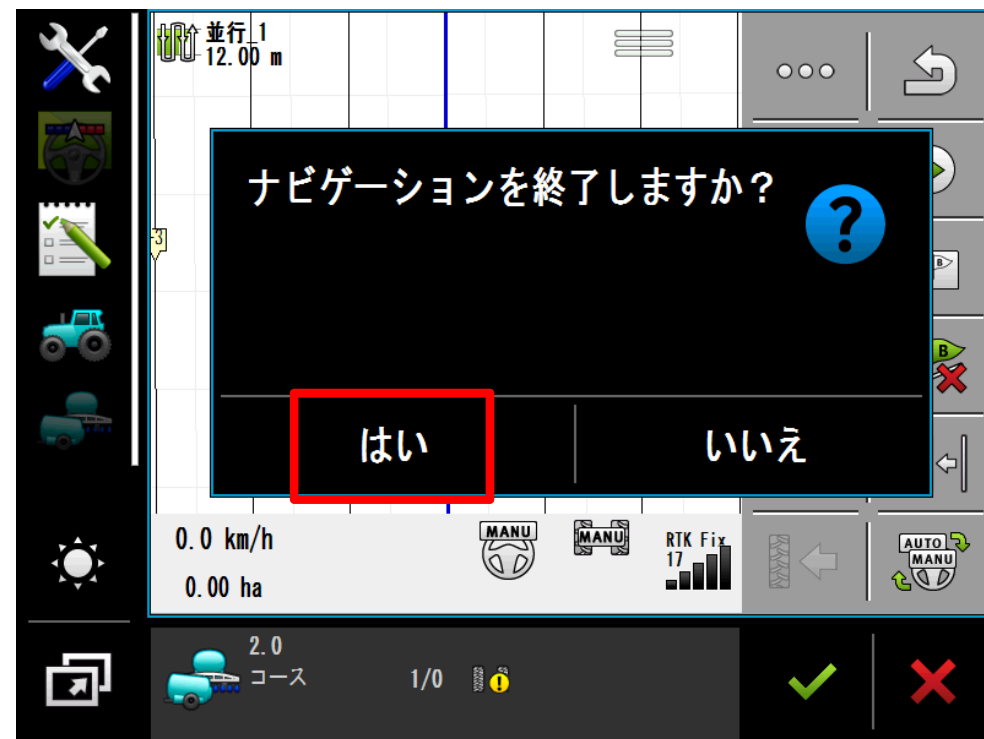 並行_1
12.00 m
ナビゲーションを終了しますか？
?
3
B
B
はい
いいえ
0.0 km/h
0.00 ha
MANU
MANU
RTK Fix
17
AUTO
MANU
2.0
コース
1/0